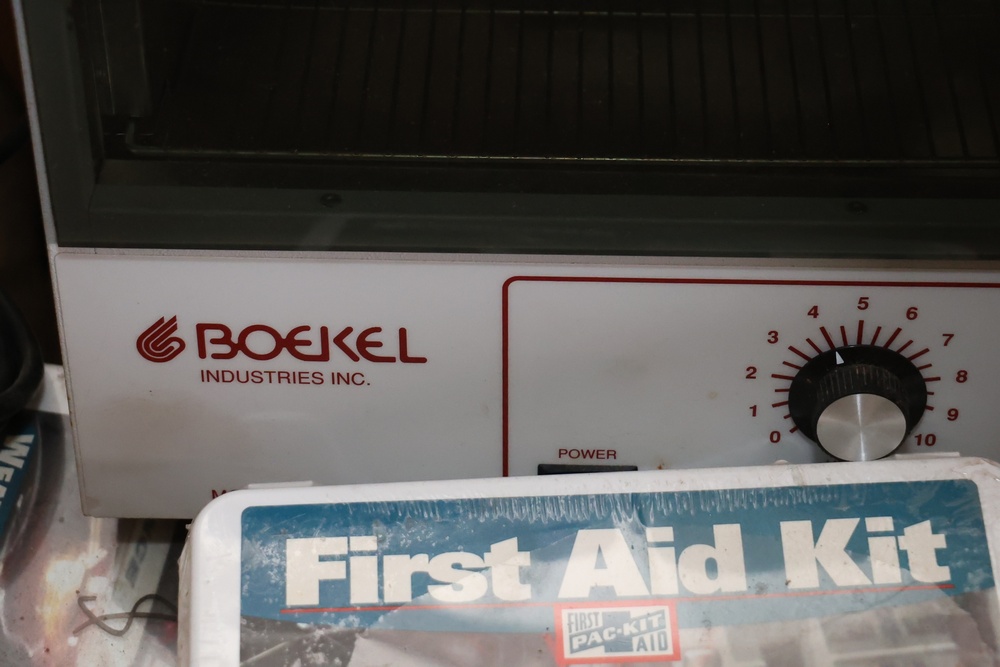 BOEKEL
INDUSTRIES INC.
0
1
2
3
4
5
6
7
8
9
10
POWER
First Aid Kit
FIRST
PAC-KIT
AID